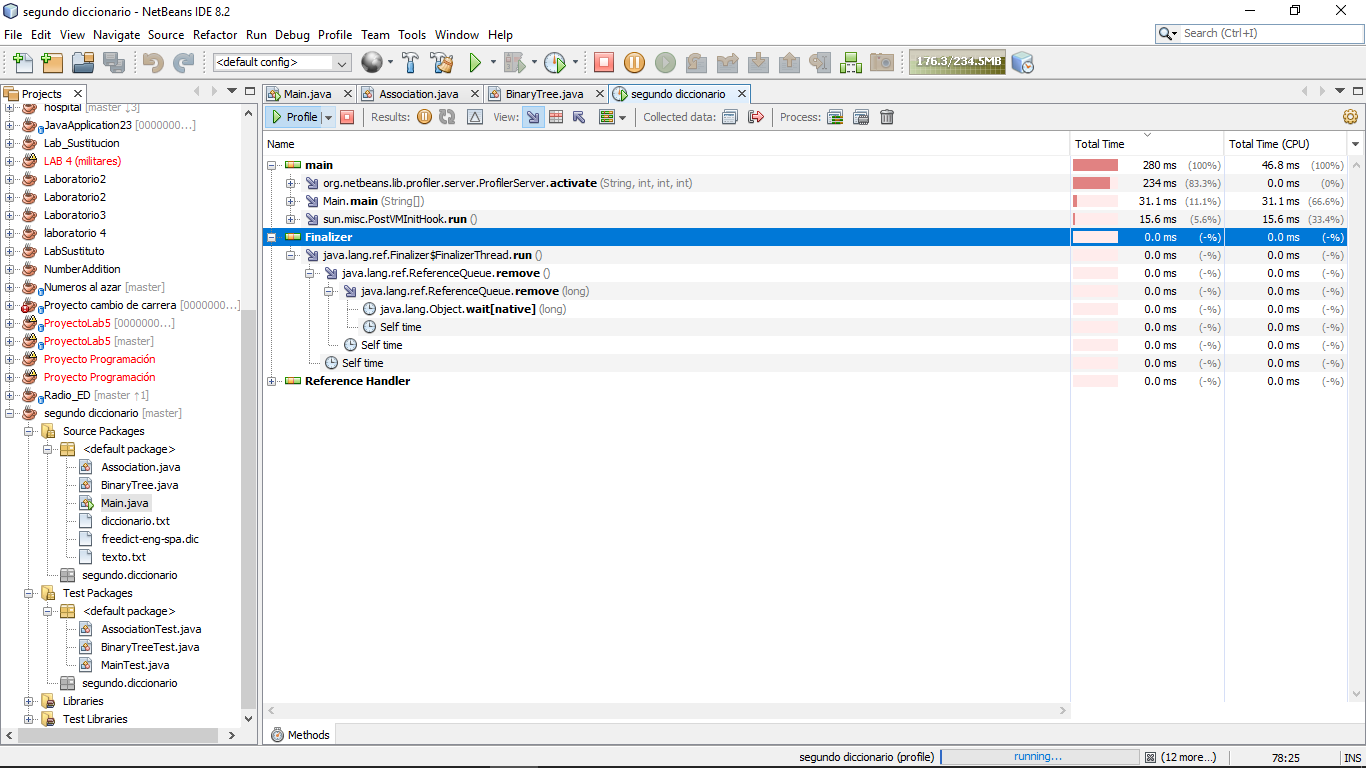 segundo diccionario - NetBeans IDE 8.2
File Edit View Navigate Source Refactor Run Debug Profile Team Tools Window Help
Search (Ctrl+I)
<default config>
176.3/234.5MB
Projects
hospital [master ↓3]
JavaApplication23 [0000000...]
Lab_Sustitucion
LAB 4 (militares)
Laboratorio2
Laboratorio2
Laboratorio3
laboratorio 4
LabSustituto
NumberAddition
Numeros al azar [master]
Proyecto cambio de carrera [0000000...]
ProyectoLab5 [0000000...]
ProyectoLab5 [master]
Proyecto Programación
Proyecto Programación
Radio_ED [master ↑1]
segundo diccionario [master]
Source Packages
<default package>
Association.java
BinaryTree.java
Main.java
diccionario.txt
freedict-eng-spa.dic
texto.txt
segundo.diccionario
Test Packages
<default package>
AssociationTest.java
BinaryTreeTest.java
MainTest.java
segundo.diccionario
Libraries
Test Libraries
Main.java Association.java BinaryTree.java segundo diccionario
Profile Results: View: Collected data: Process:
Name Total Time Total Time (CPU)
main 280 ms (100%) 46.8 ms (100%)
org.netbeans.lib.profiler.server.ProfilerServer.activate (String, int, int, int) 234 ms (83.3%) 0.0 ms (0%)
Main.main (String[]) 31.1 ms (11.1%) 31.1 ms (66.6%)
sun.misc.PostVMInitHook.run () 15.6 ms (5.6%) 15.6 ms (33.4%)
Finalizer 0.0 ms (-%) 0.0 ms (-%)
java.lang.ref.Finalizer$FinalizerThread.run () 0.0 ms (-%) 0.0 ms (-%)
java.lang.ref.ReferenceQueue.remove () 0.0 ms (-%) 0.0 ms (-%)
java.lang.ref.ReferenceQueue.remove (long) 0.0 ms (-%) 0.0 ms (-%)
java.lang.Object.wait[native] (long) 0.0 ms (-%) 0.0 ms (-%)
Self time 0.0 ms (-%) 0.0 ms (-%)
Self time 0.0 ms (-%) 0.0 ms (-%)
Self time 0.0 ms (-%) 0.0 ms (-%)
Reference Handler 0.0 ms (-%) 0.0 ms (-%)
Methods
segundo diccionario (profile) running... (12 more...) 78:25 INS